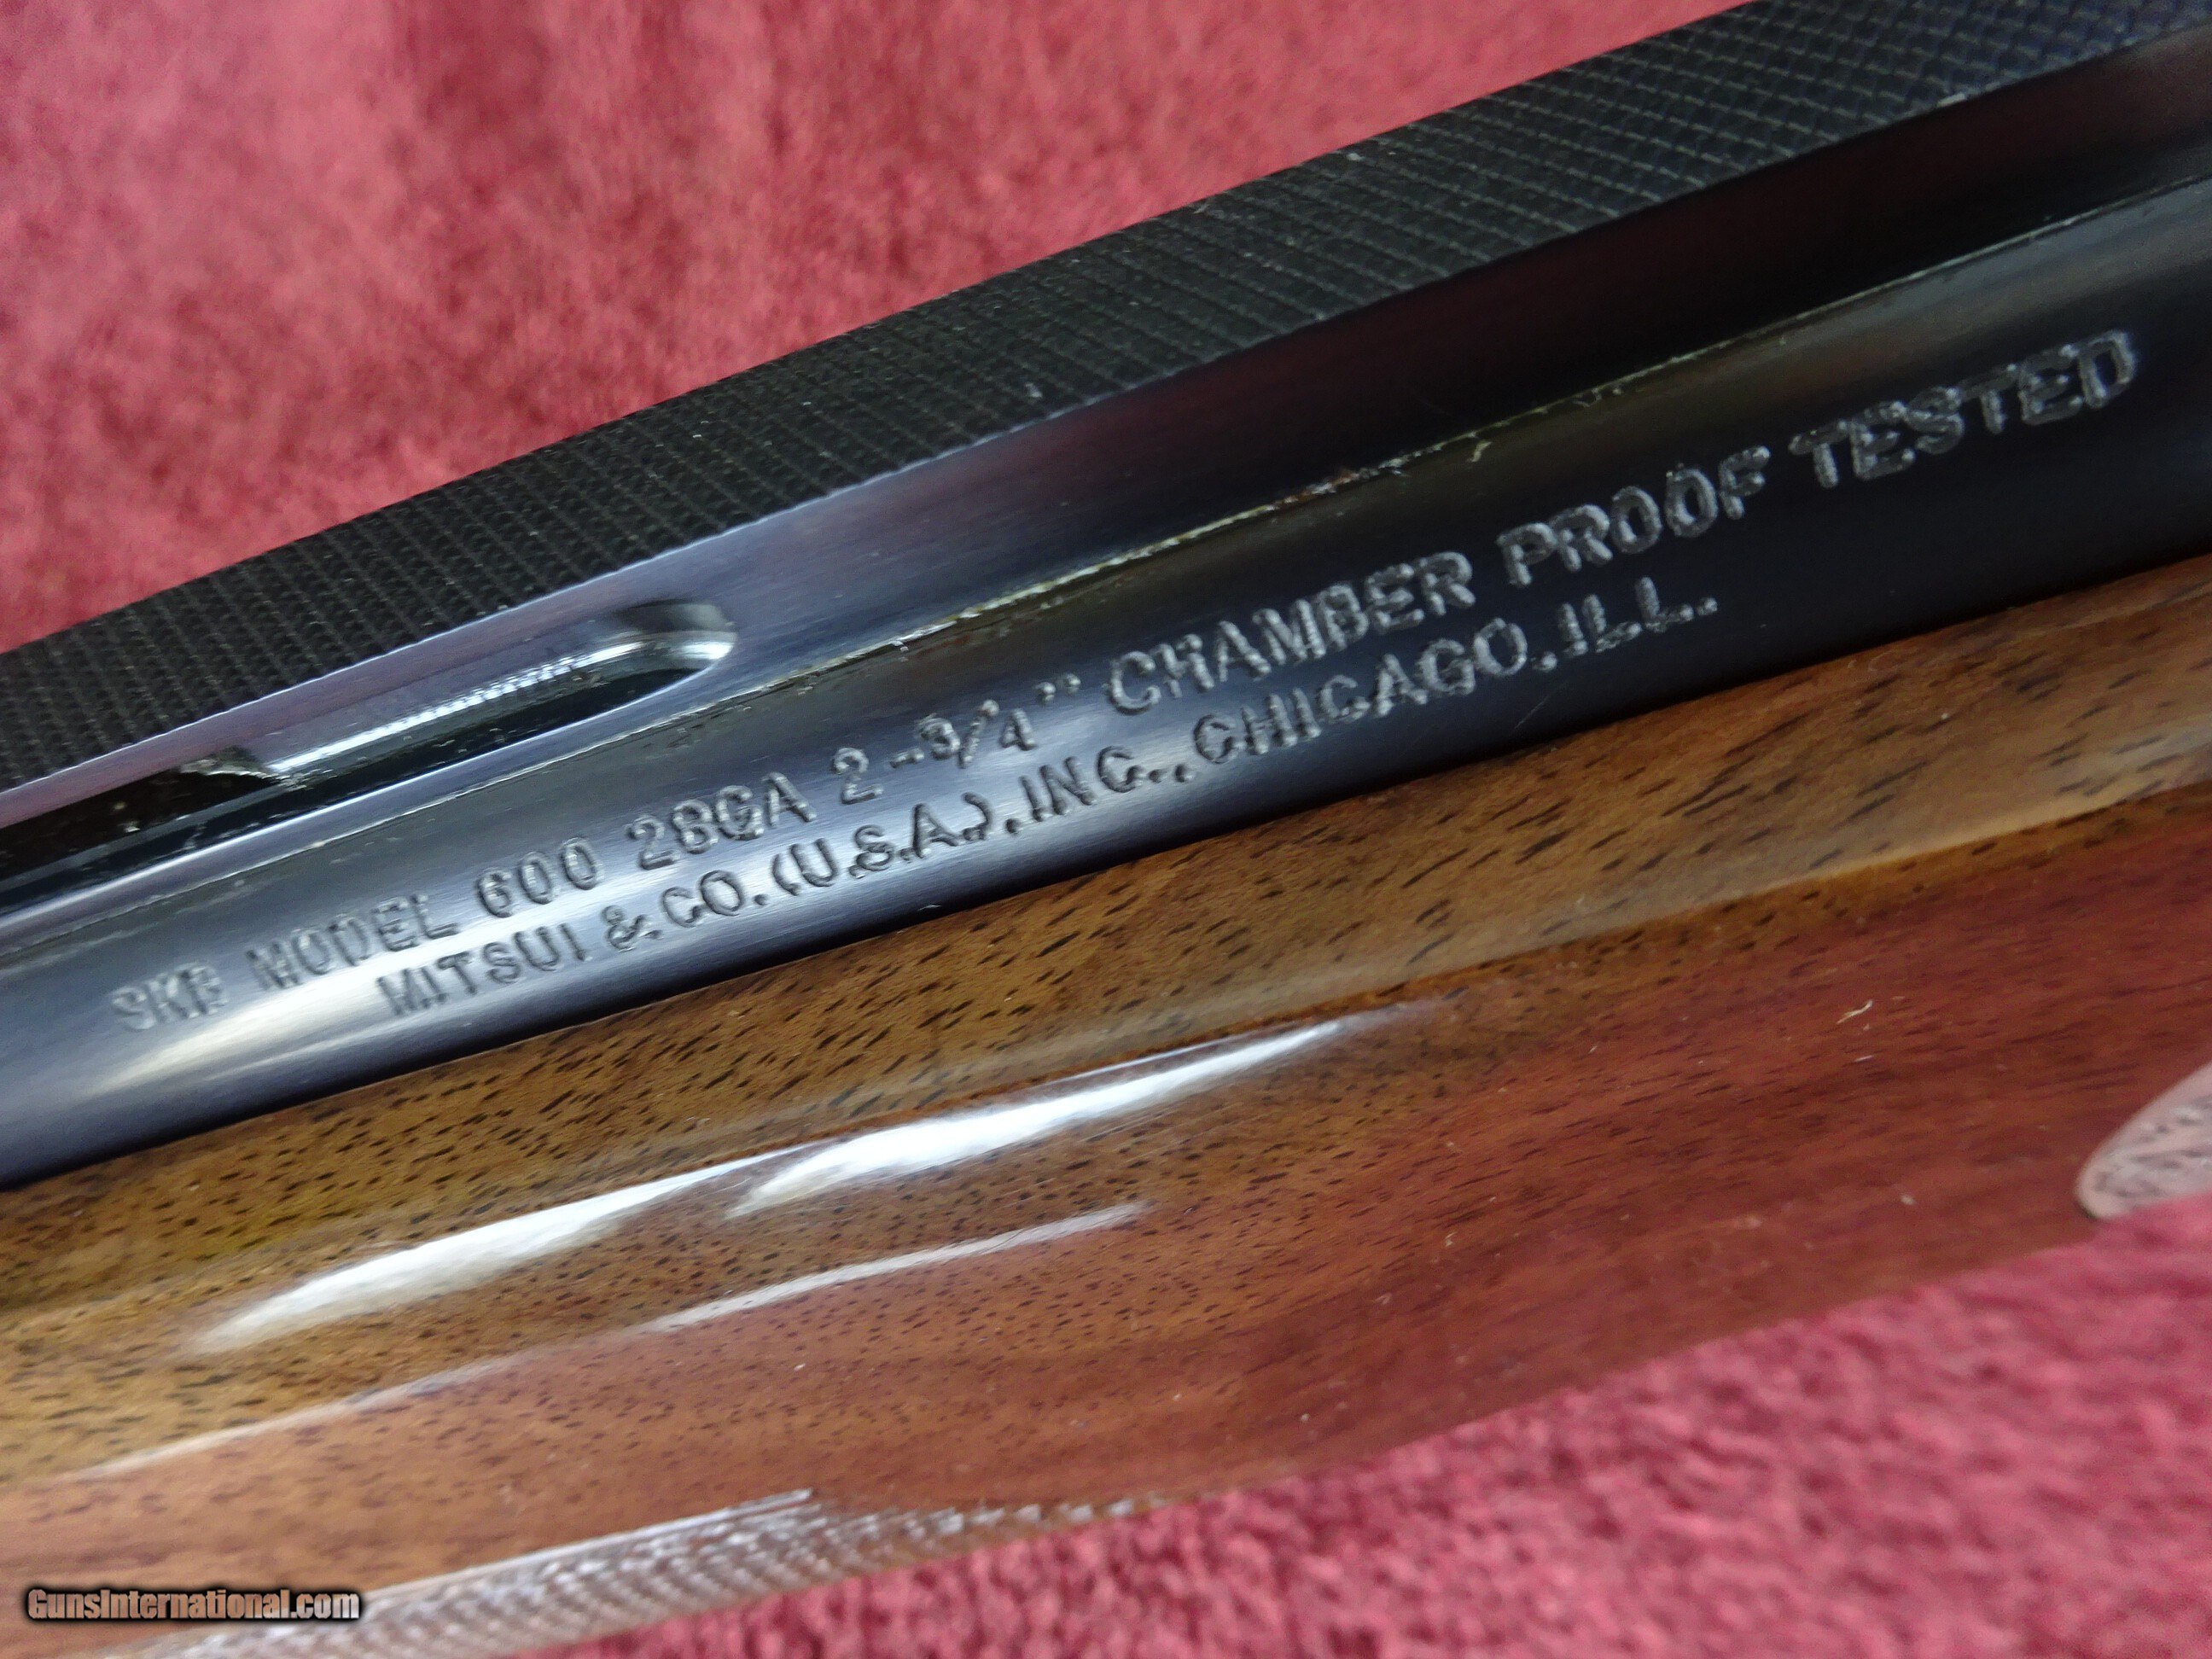 SKB MODEL 600 28GA 2-3/4" CHAMBER PROOF TESTED
MITSUI & CO.(U.S.A.),INC.,CHICAGO,ILL.
GunsInternational.com